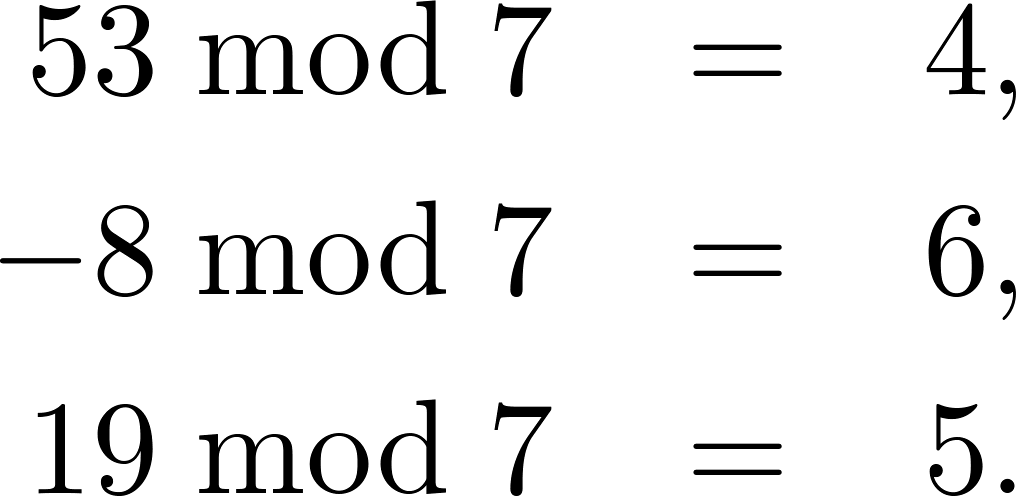 53 mod 7 = 4,
−8 mod 7 = 6,
19 mod 7 = 5.